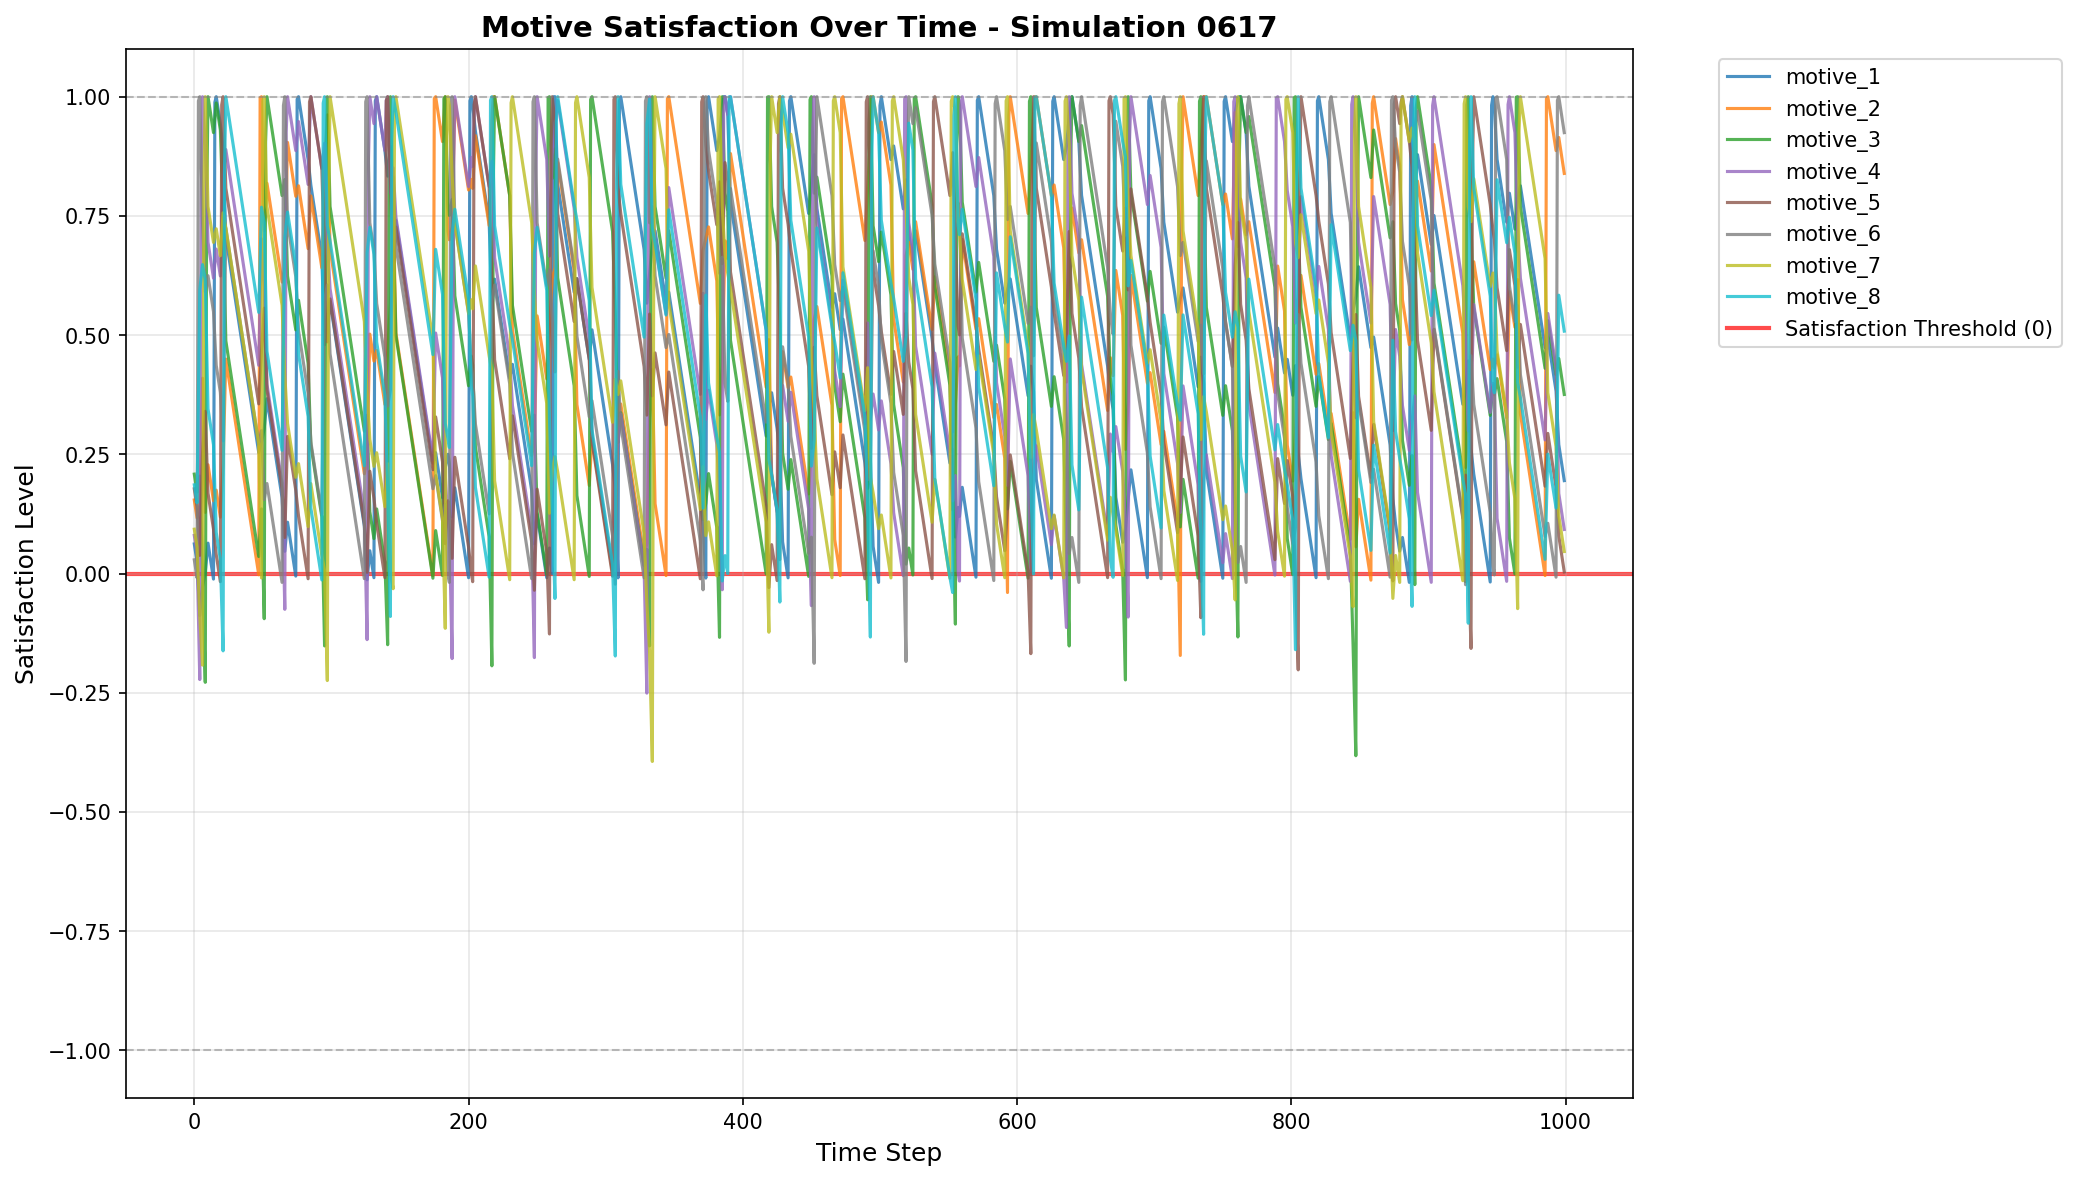 Motive Satisfaction Over Time - Simulation 0617
Satisfaction Level
1.00
0.75
0.50
0.25
0.00
−0.25
−0.50
−0.75
−1.00
0
200
400
600
800
1000
Time Step
motive_1
motive_2
motive_3
motive_4
motive_5
motive_6
motive_7
motive_8
Satisfaction Threshold (0)